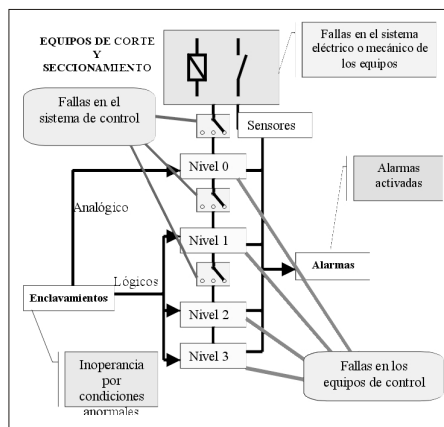 EQUIPOS DE CORTE
Y
SECCIONAMIENTO
Fallas en el sistema
eléctrico o mecánico de
los equipos
Fallas en el
sistema de control
Sensores
Nivel 0
Alarmas
activadas
Analógico
Nivel 1
Lógicos
Alarmas
Enclavamientos
Nivel 2
Nivel 3
Inoperancia
por
condiciones
anormales
Fallas en los
equipos de control